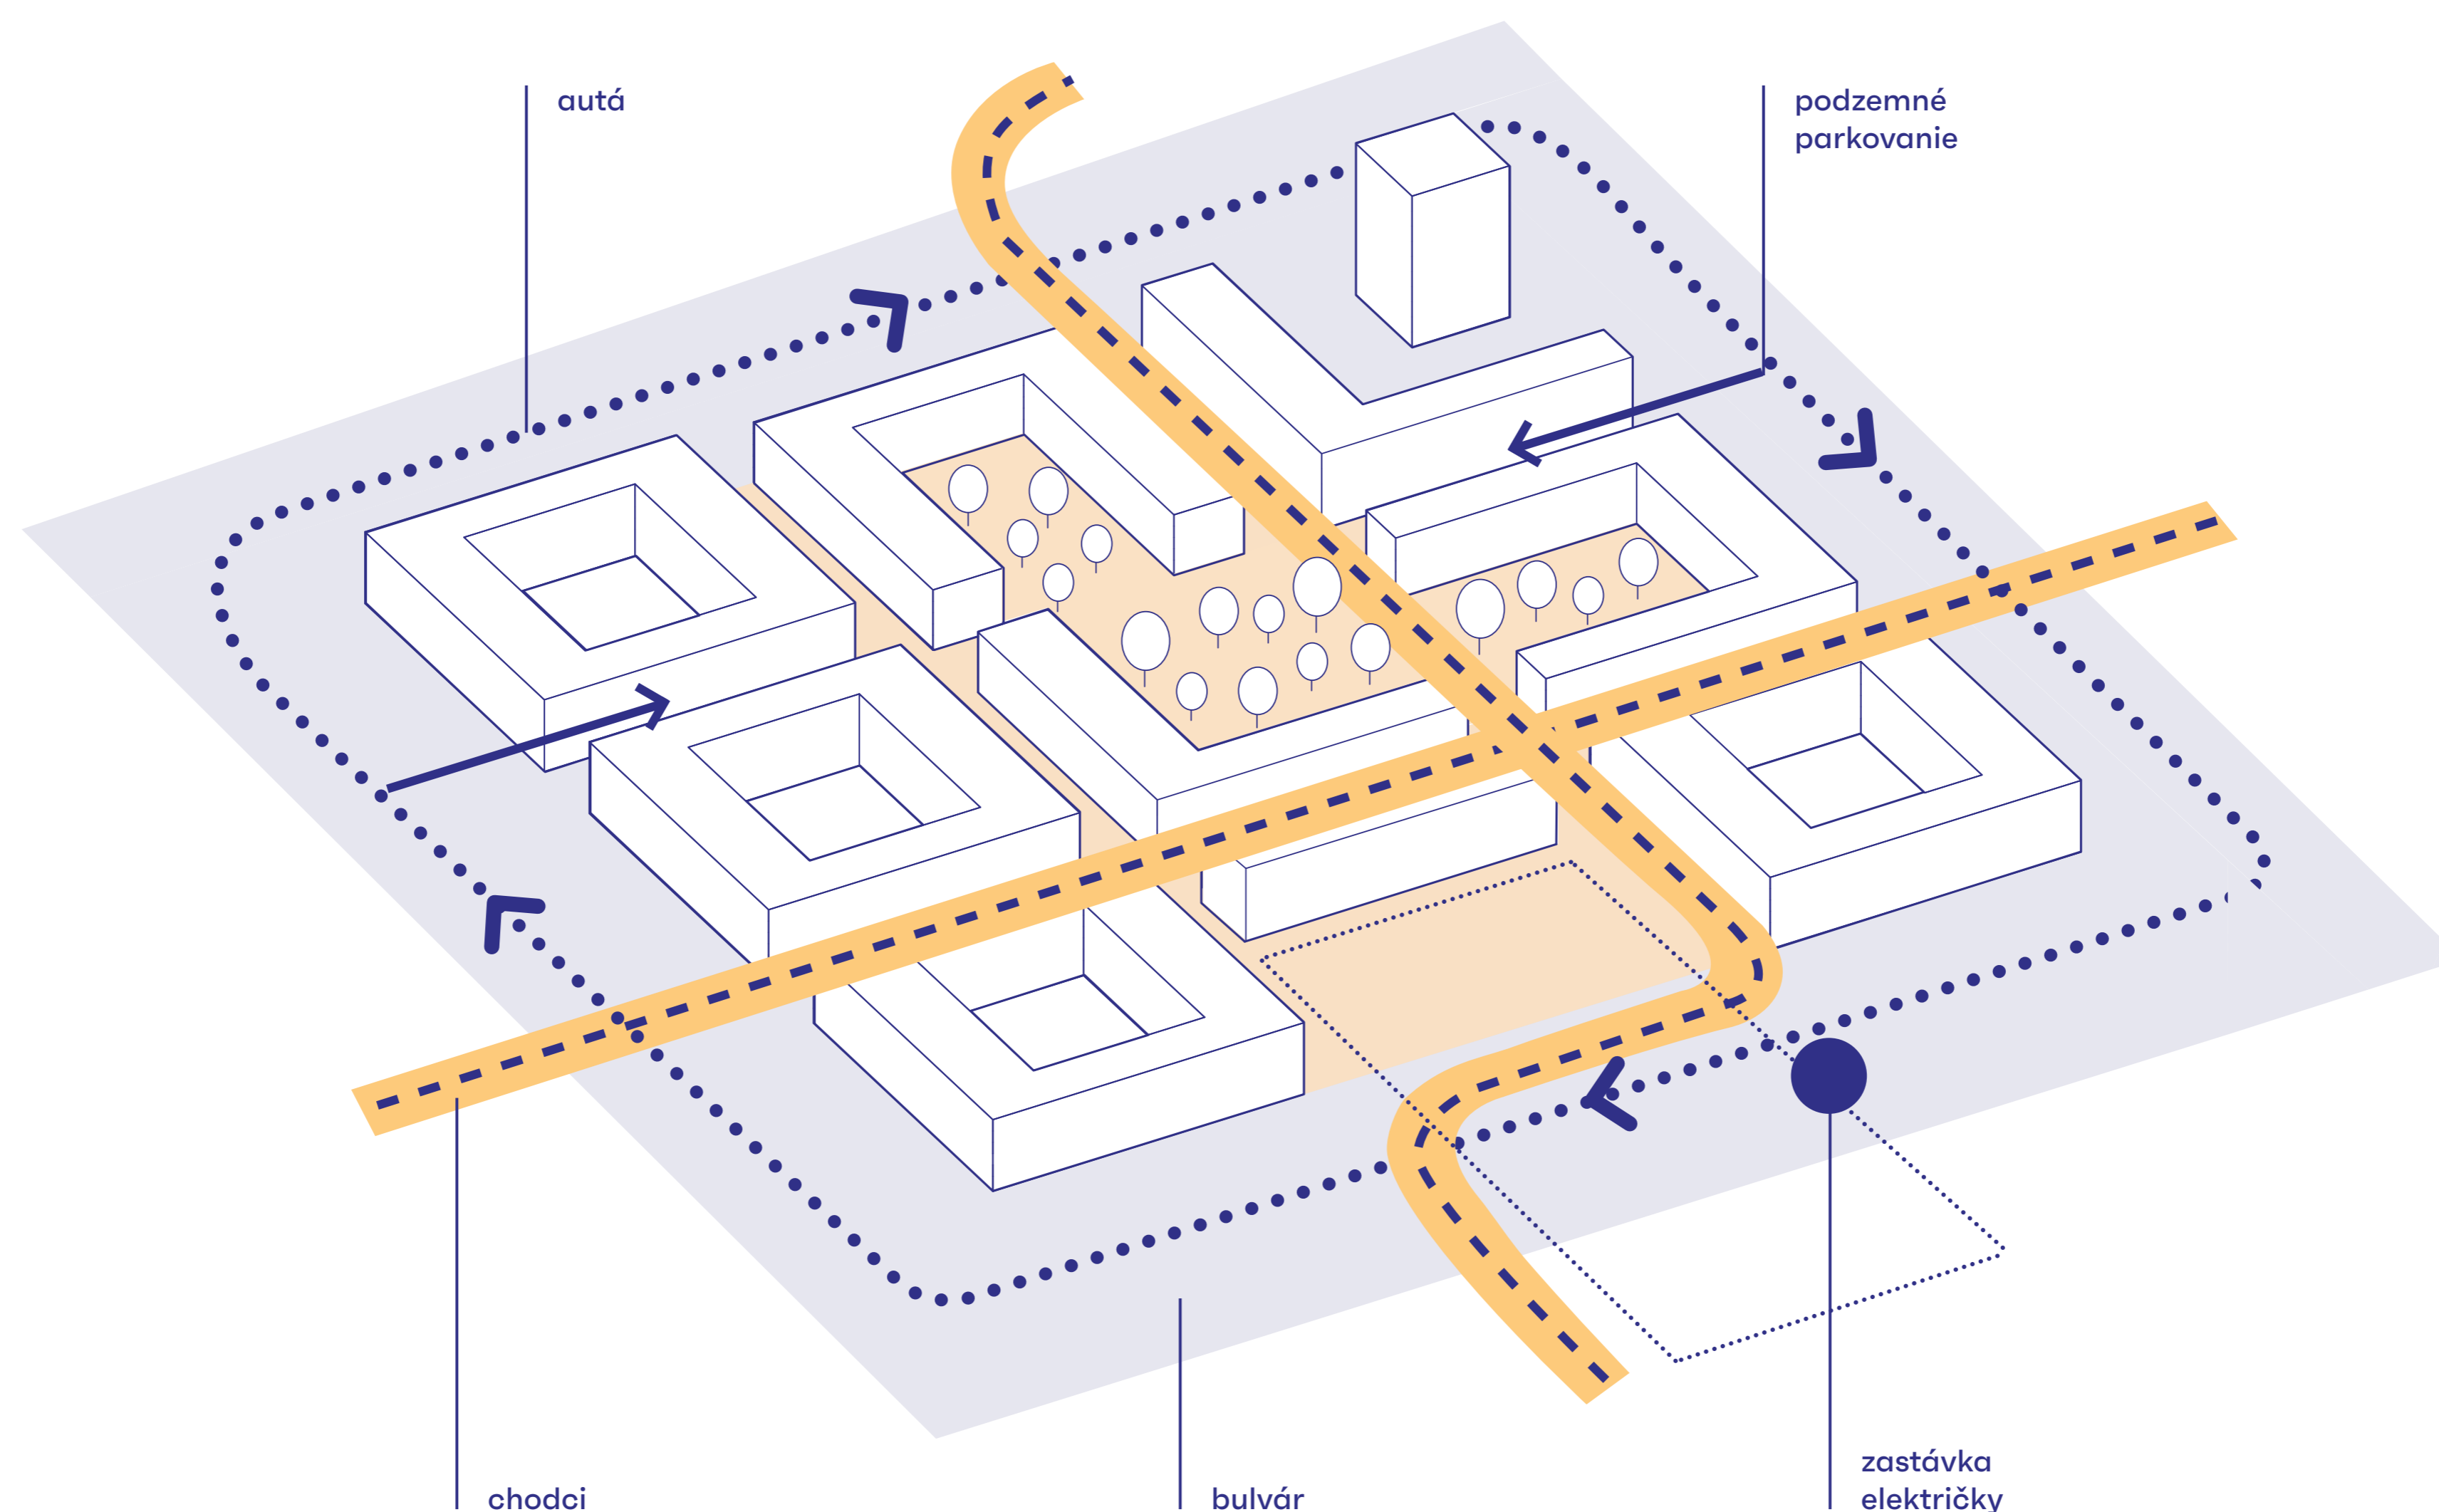 autá
podzemné
parkovanie
chodci
bulvár
zastávka
električky